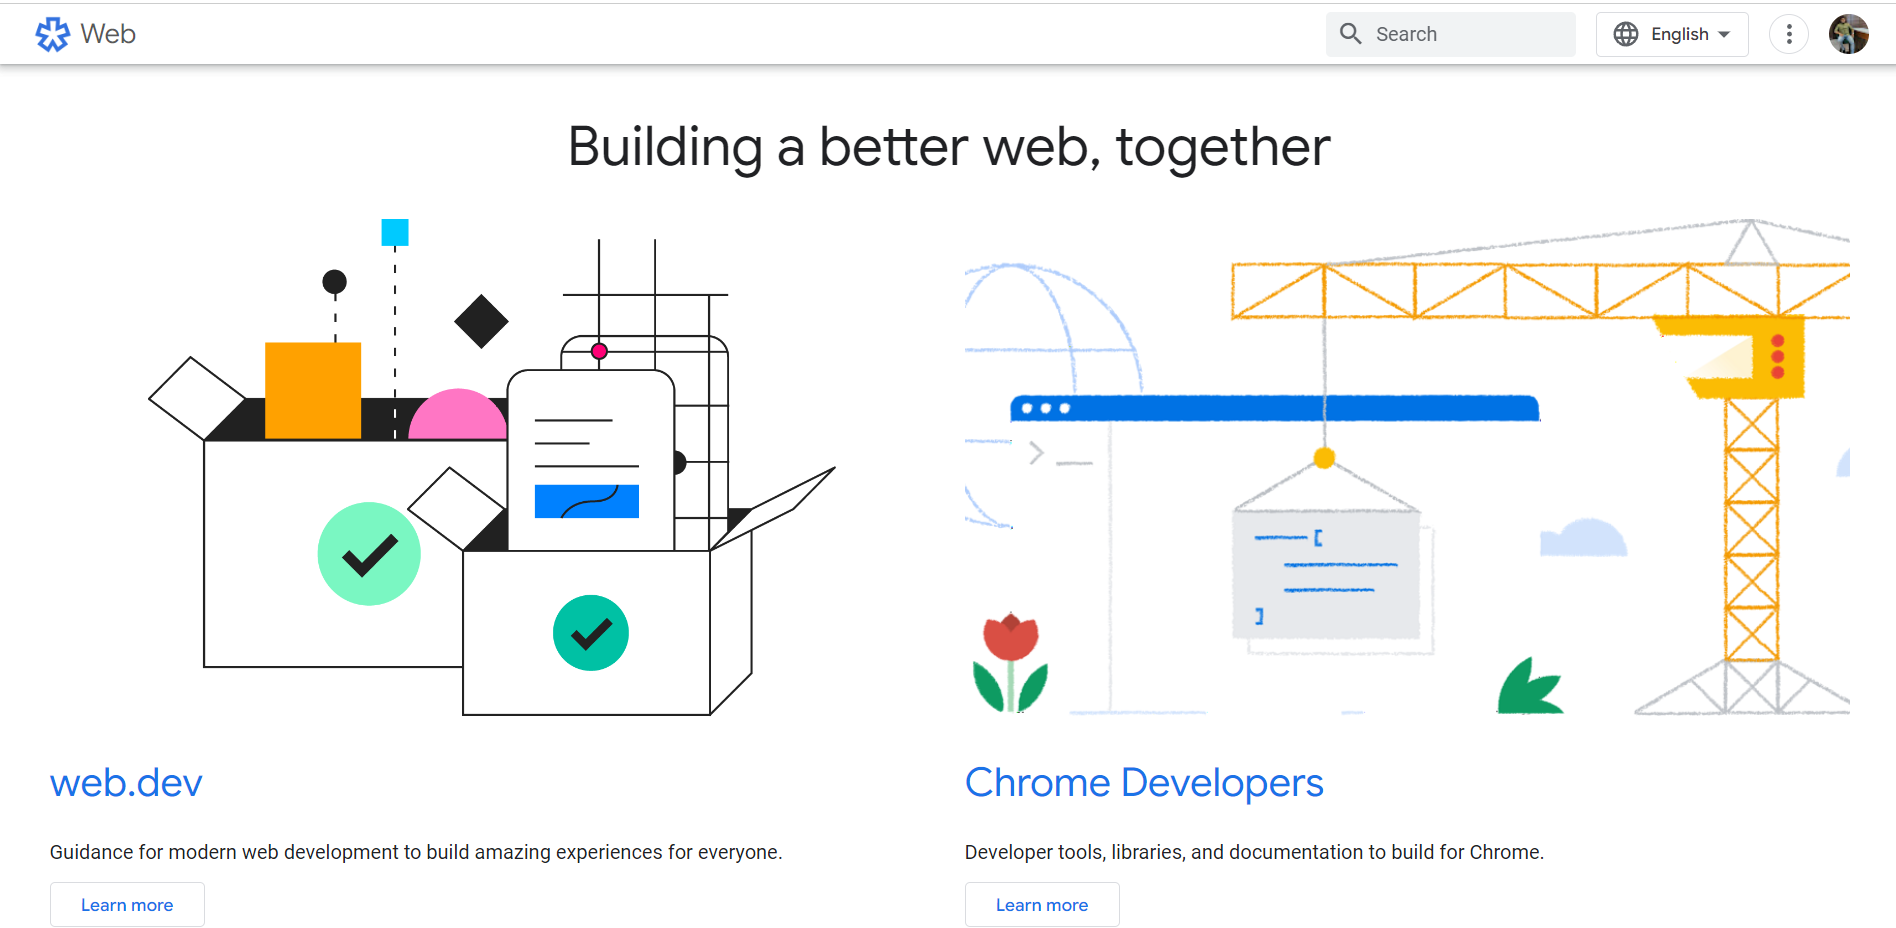 Web
Search
English
Building a better web, together
web.dev
Guidance for modern web development to build amazing experiences for everyone.
Learn more
Chrome Developers
Developer tools, libraries, and documentation to build for Chrome.
Learn more